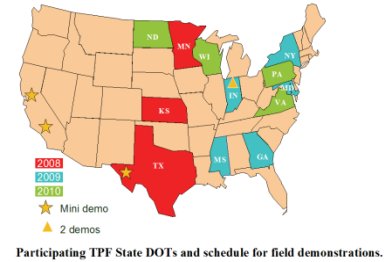 ND
MN
WI
NY
PA
IN
MD
VA
KS
TX
MS
GA
2008
2009
2010
Mini demo
2 demos
Participating TPF State DOTs and schedule for field demonstrations.